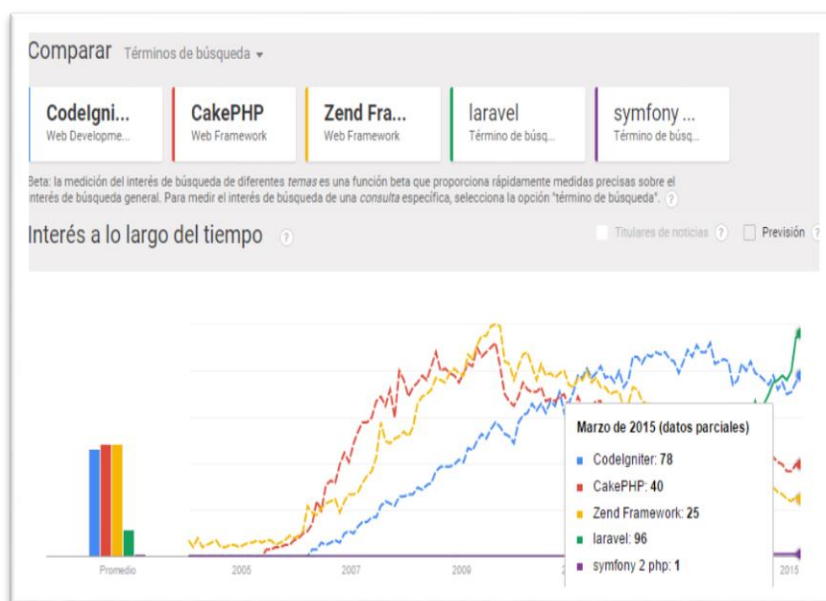 Comparar Términos de búsqueda
CodeIgni... CakePHP Zend Fra... laravel symfony ...
Web Developme... Web Framework Web Framework Término de búsq... Término de búsq...
Beta: la medición del interés de búsqueda de diferentes temas es una función beta que proporciona rápidamente medidas precisas sobre el
interés de búsqueda general. Para medir el interés de búsqueda de una consulta específica, selecciona la opción "término de búsqueda". ?
Interés a lo largo del tiempo ? Titulares de noticias ? Previsión ?
Marzo de 2015 (datos parciales)
CodeIgniter: 78
CakePHP: 40
Zend Framework: 25
laravel: 96
symfony 2 php: 1
Promedio 2005 2007 2009 2015